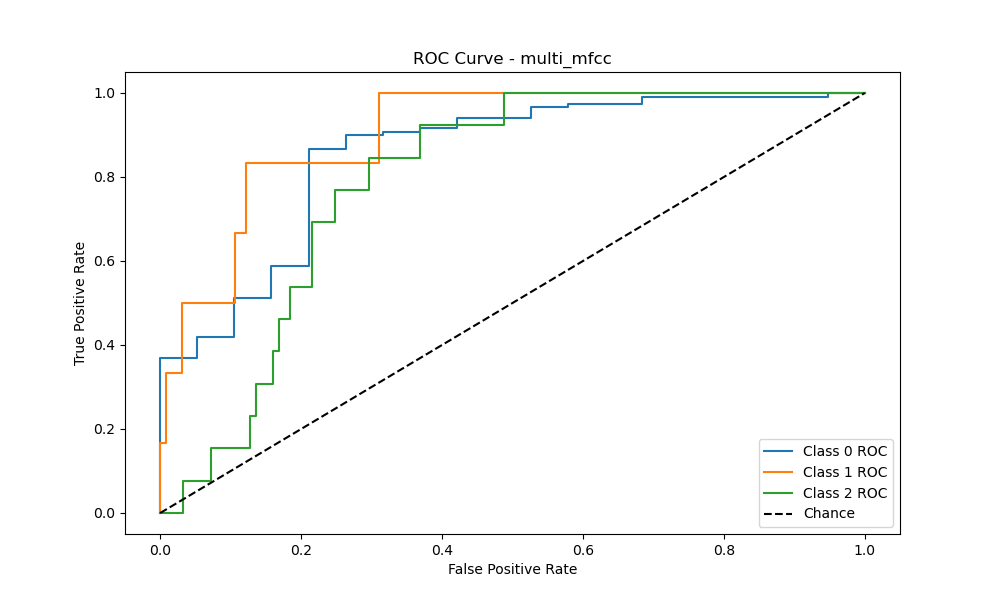 ROC Curve - multi_mfcc
True Positive Rate
1.0
0.8
0.6
0.4
0.2
0.0
Class 0 ROC
Class 1 ROC
Class 2 ROC
Chance
0.0 0.2 0.4 0.6 0.8 1.0
False Positive Rate